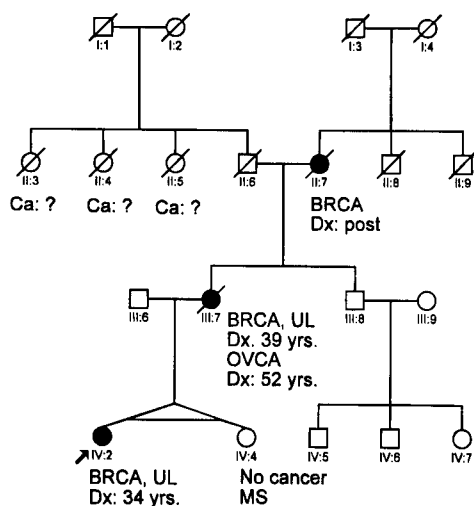 I:1
I:2
I:3
I:4
II:3
II:4
II:5
II:6
II:7
II:8
II:9
Ca: ?
Ca: ?
Ca: ?
BRCA
Dx: post
III:6
III:7
III:8
III:9
BRCA, UL
Dx. 39 yrs.
OVCA
Dx: 52 yrs.
IV:2
IV:4
IV:5
IV:6
IV:7
BRCA, UL
Dx: 34 yrs.
No cancer
MS